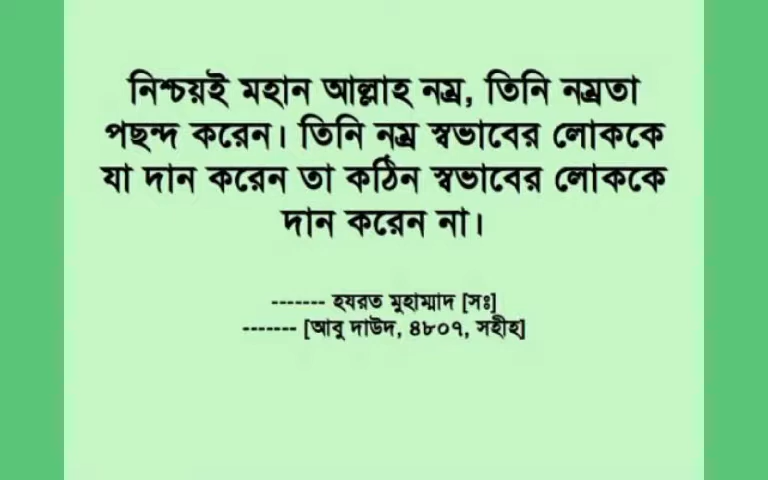 নিশ্চয়ই মহান আল্লাহ নম্র, তিনি নম্রতা
পছন্দ করেন। তিনি নম্র স্বভাবের লোককে
যা দান করেন তা কঠিন স্বভাবের লোককে
দান করেন না।
------- হযরত মুহাম্মাদ [সঃ]
------- [আবু দাউদ, ৪৮০৭, সহীহ]